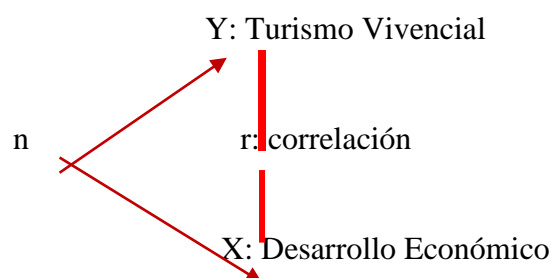 Y: Turismo Vivencial
n r: correlación
X: Desarrollo Económico